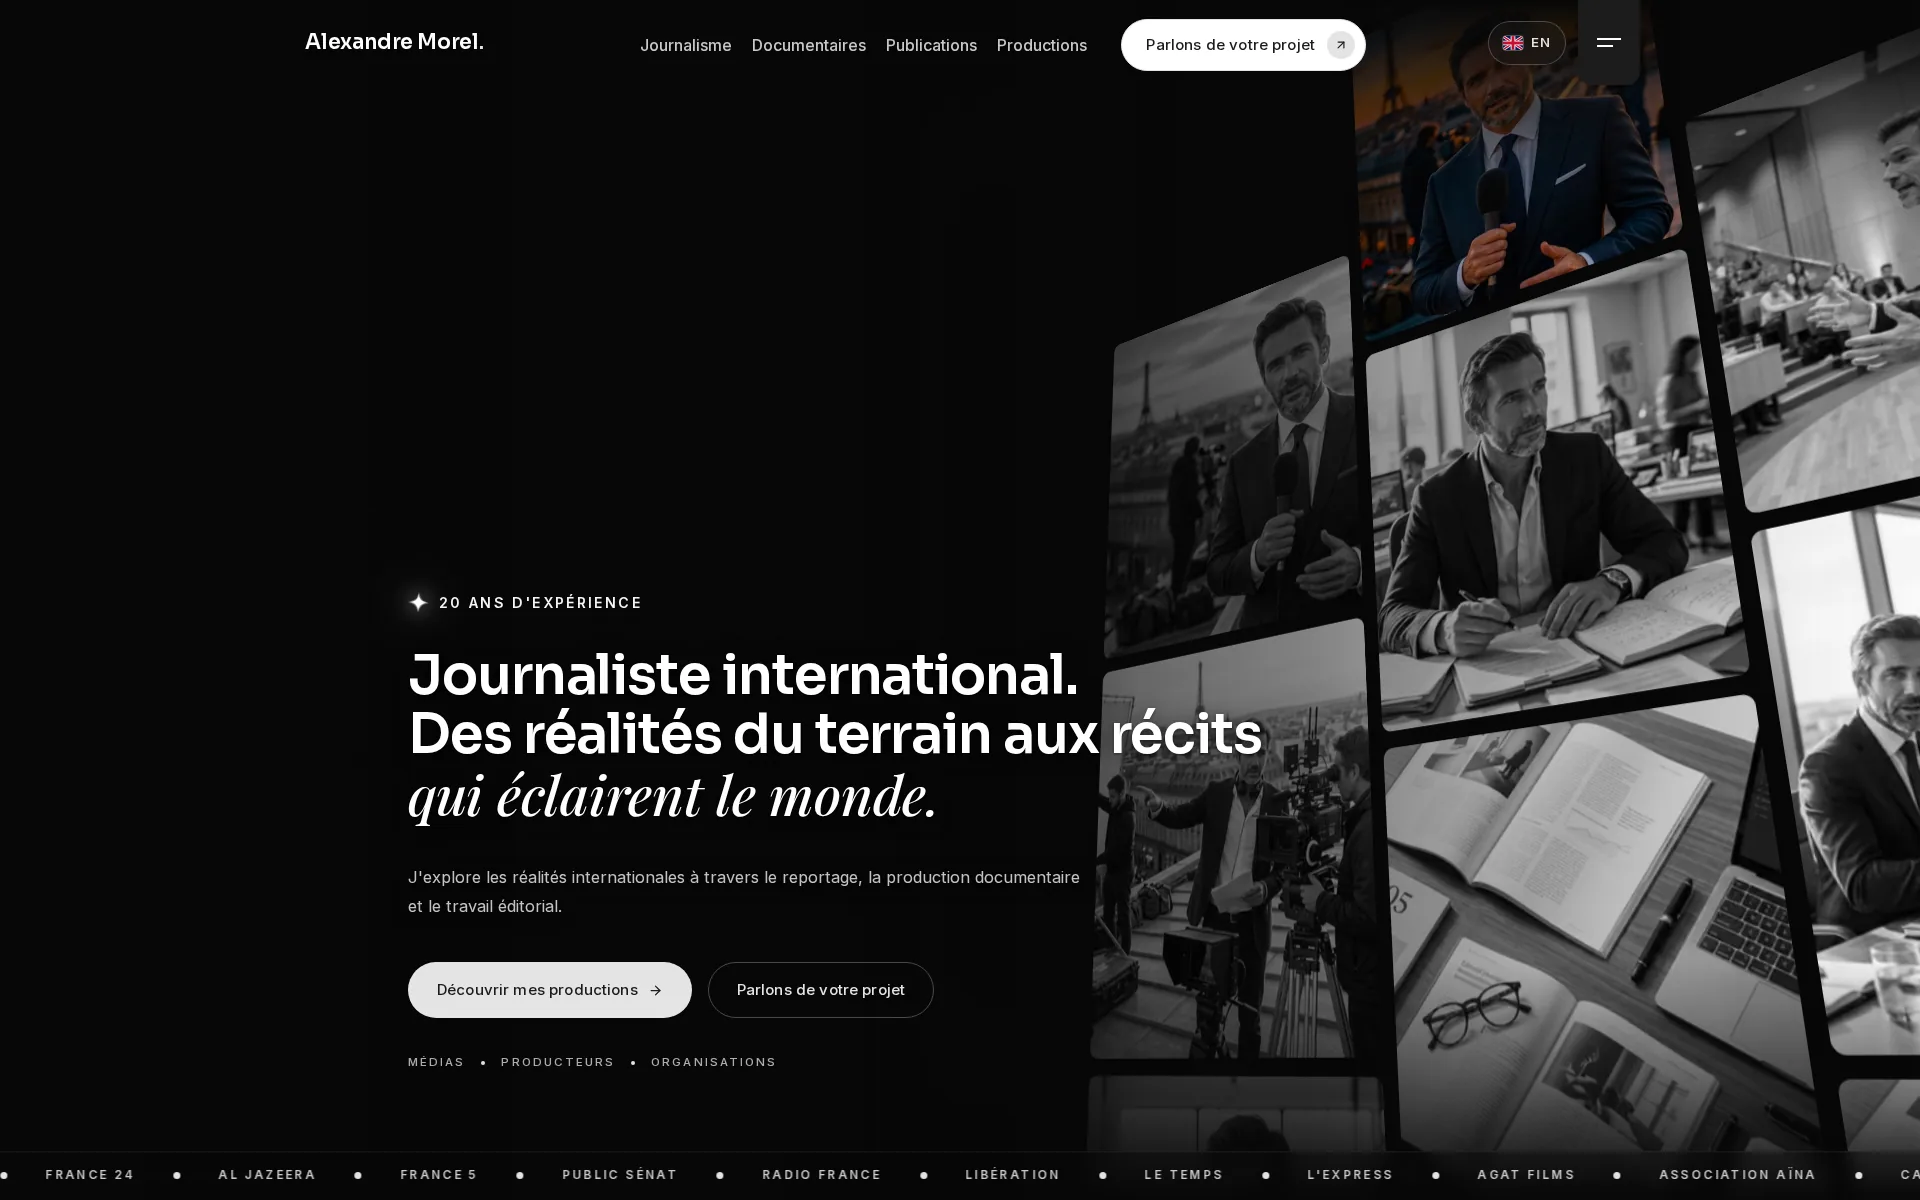 Alexandre Morel.
Journalisme Documentaires Publications Productions Parlons de votre projet EN
20 ANS D'EXPÉRIENCE
Journaliste international.
Des réalités du terrain aux récits
qui éclairent le monde.
J'explore les réalités internationales à travers le reportage, la production documentaire
et le travail éditorial.
Découvrir mes productions Parlons de votre projet
MÉDIAS • PRODUCTEURS • ORGANISATIONS
05
• FRANCE 24 • AL JAZEERA • FRANCE 5 • PUBLIC SÉNAT • RADIO FRANCE • LIBÉRATION • LE TEMPS • L'EXPRESS • AGAT FILMS • ASSOCIATION AÏNA • CA